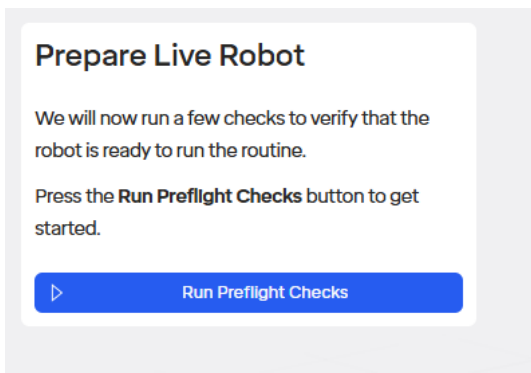 Prepare Live Robot
We will now run a few checks to verify that the
robot is ready to run the routine.
Press the Run Preflight Checks button to get
started.
Run Preflight Checks